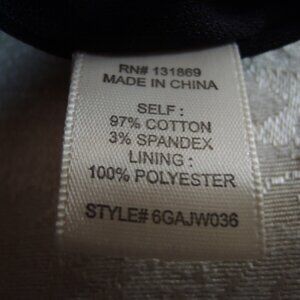 RN# 131869
MADE IN CHINA
SELF :
97% COTTON
3% SPANDEX
LINING :
100% POLYESTER
STYLE# 6GAJW036